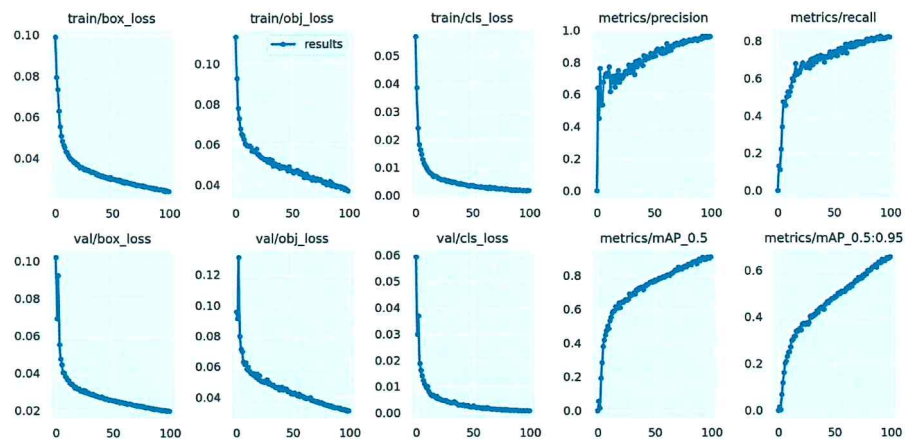 train/box_loss
train/obj_loss
train/cls_loss
metrics/precision
metrics/recall
0.10
0.08
0.06
0.04
0 50 100
results
0.10
0.08
0.06
0.04
0 50 100
0.05
0.04
0.03
0.02
0.01
0.00
0 50 100
1.0
0.8
0.6
0.4
0.2
0.0
0 50 100
0.8
0.6
0.4
0.2
0.0
0 50 100
val/box_loss
val/obj_loss
val/cls_loss
metrics/mAP_0.5
metrics/mAP_0.5:0.95
0.10
0.08
0.06
0.04
0.02
0 50 100
0.12
0.10
0.08
0.06
0.04
0 50 100
0.06
0.05
0.04
0.03
0.02
0.01
0.00
0 50 100
0.8
0.6
0.4
0.2
0.0
0 50 100
0.6
0.4
0.2
0.0
0 50 100